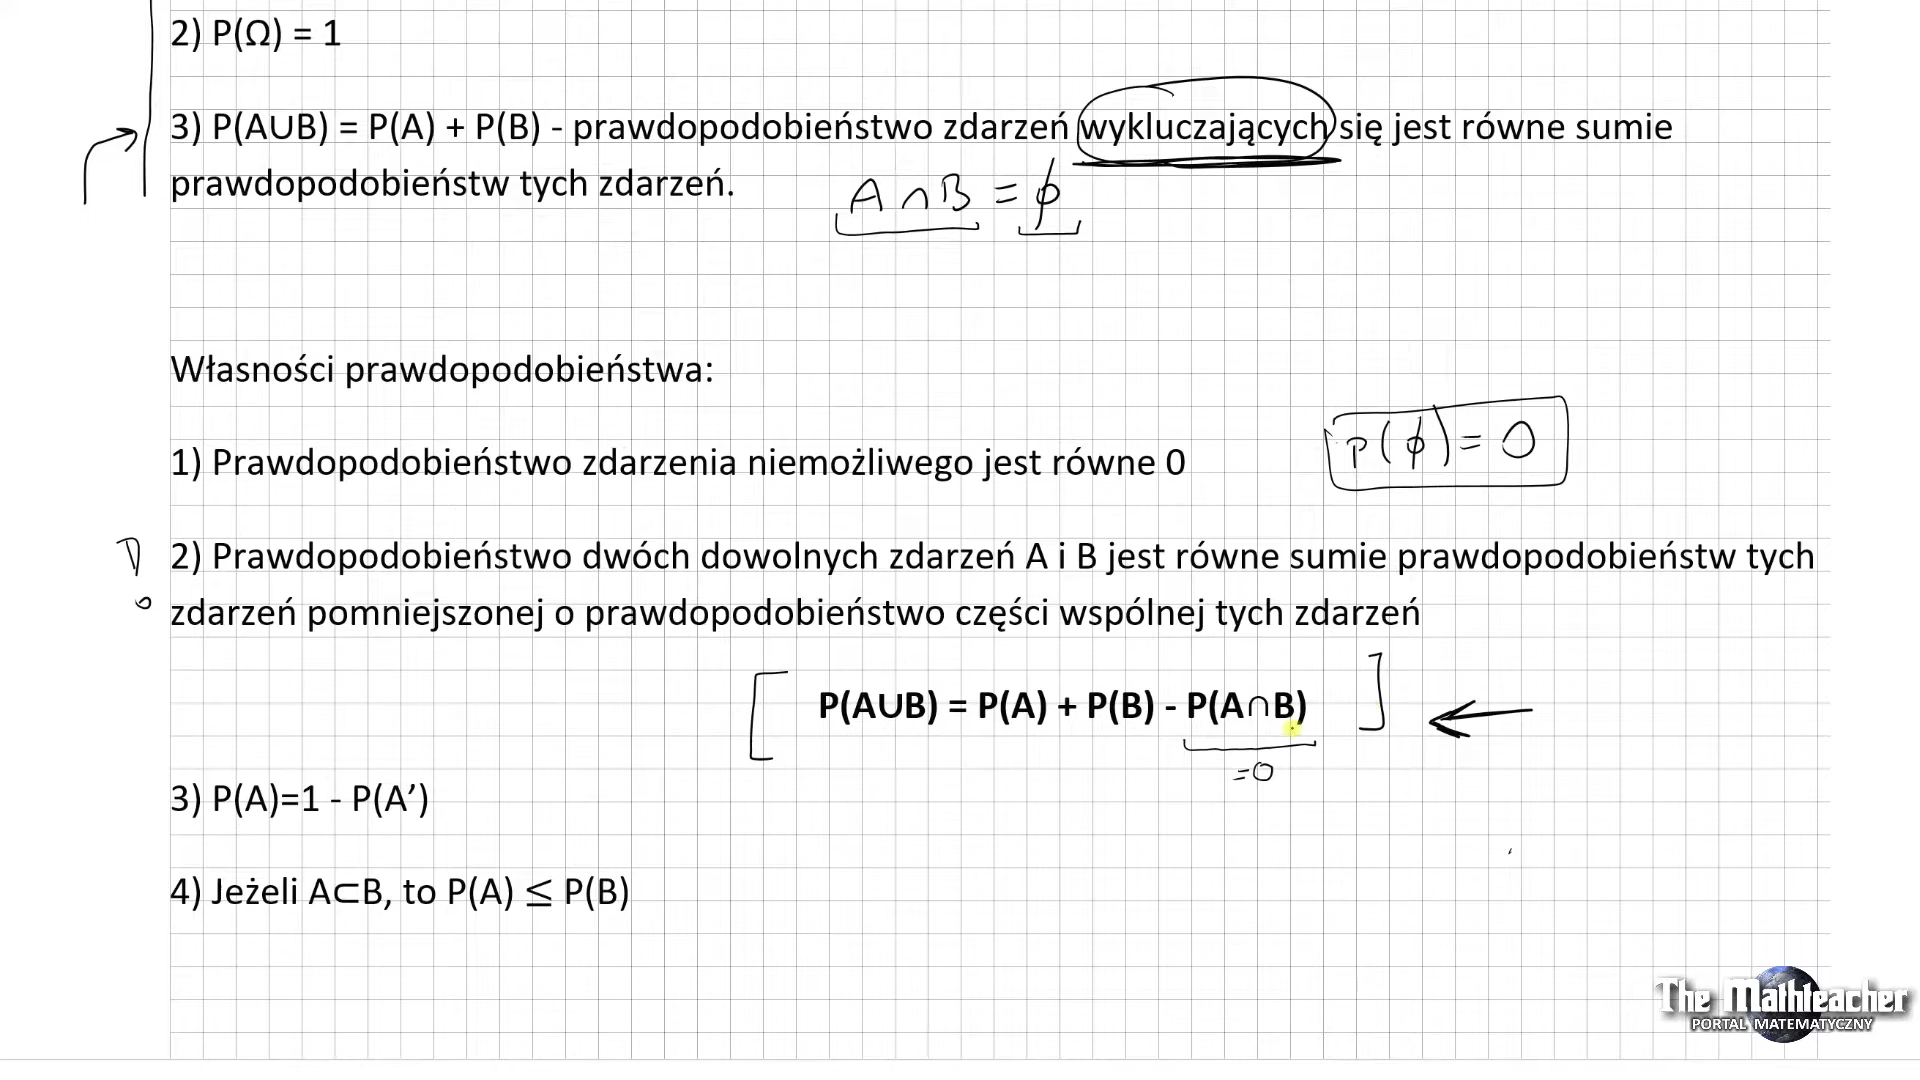 2) P(Ω) = 1
3) P(A∪B) = P(A) + P(B) - prawdopodobieństwo zdarzeń wykluczających się jest równe sumie
prawdopodobieństw tych zdarzeń.
A ∩ B = ϕ
Własności prawdopodobieństwa:
P(ϕ) = 0
1) Prawdopodobieństwo zdarzenia niemożliwego jest równe 0
2) Prawdopodobieństwo dwóch dowolnych zdarzeń A i B jest równe sumie prawdopodobieństw tych
zdarzeń pomniejszonej o prawdopodobieństwo części wspólnej tych zdarzeń
[ P(A∪B) = P(A) + P(B) - P(A∩B) ]
=0
3) P(A)=1 - P(A’)
4) Jeżeli A⊂B, to P(A) ≤ P(B)
The Mathteacher
PORTAL MATEMATYCZNY